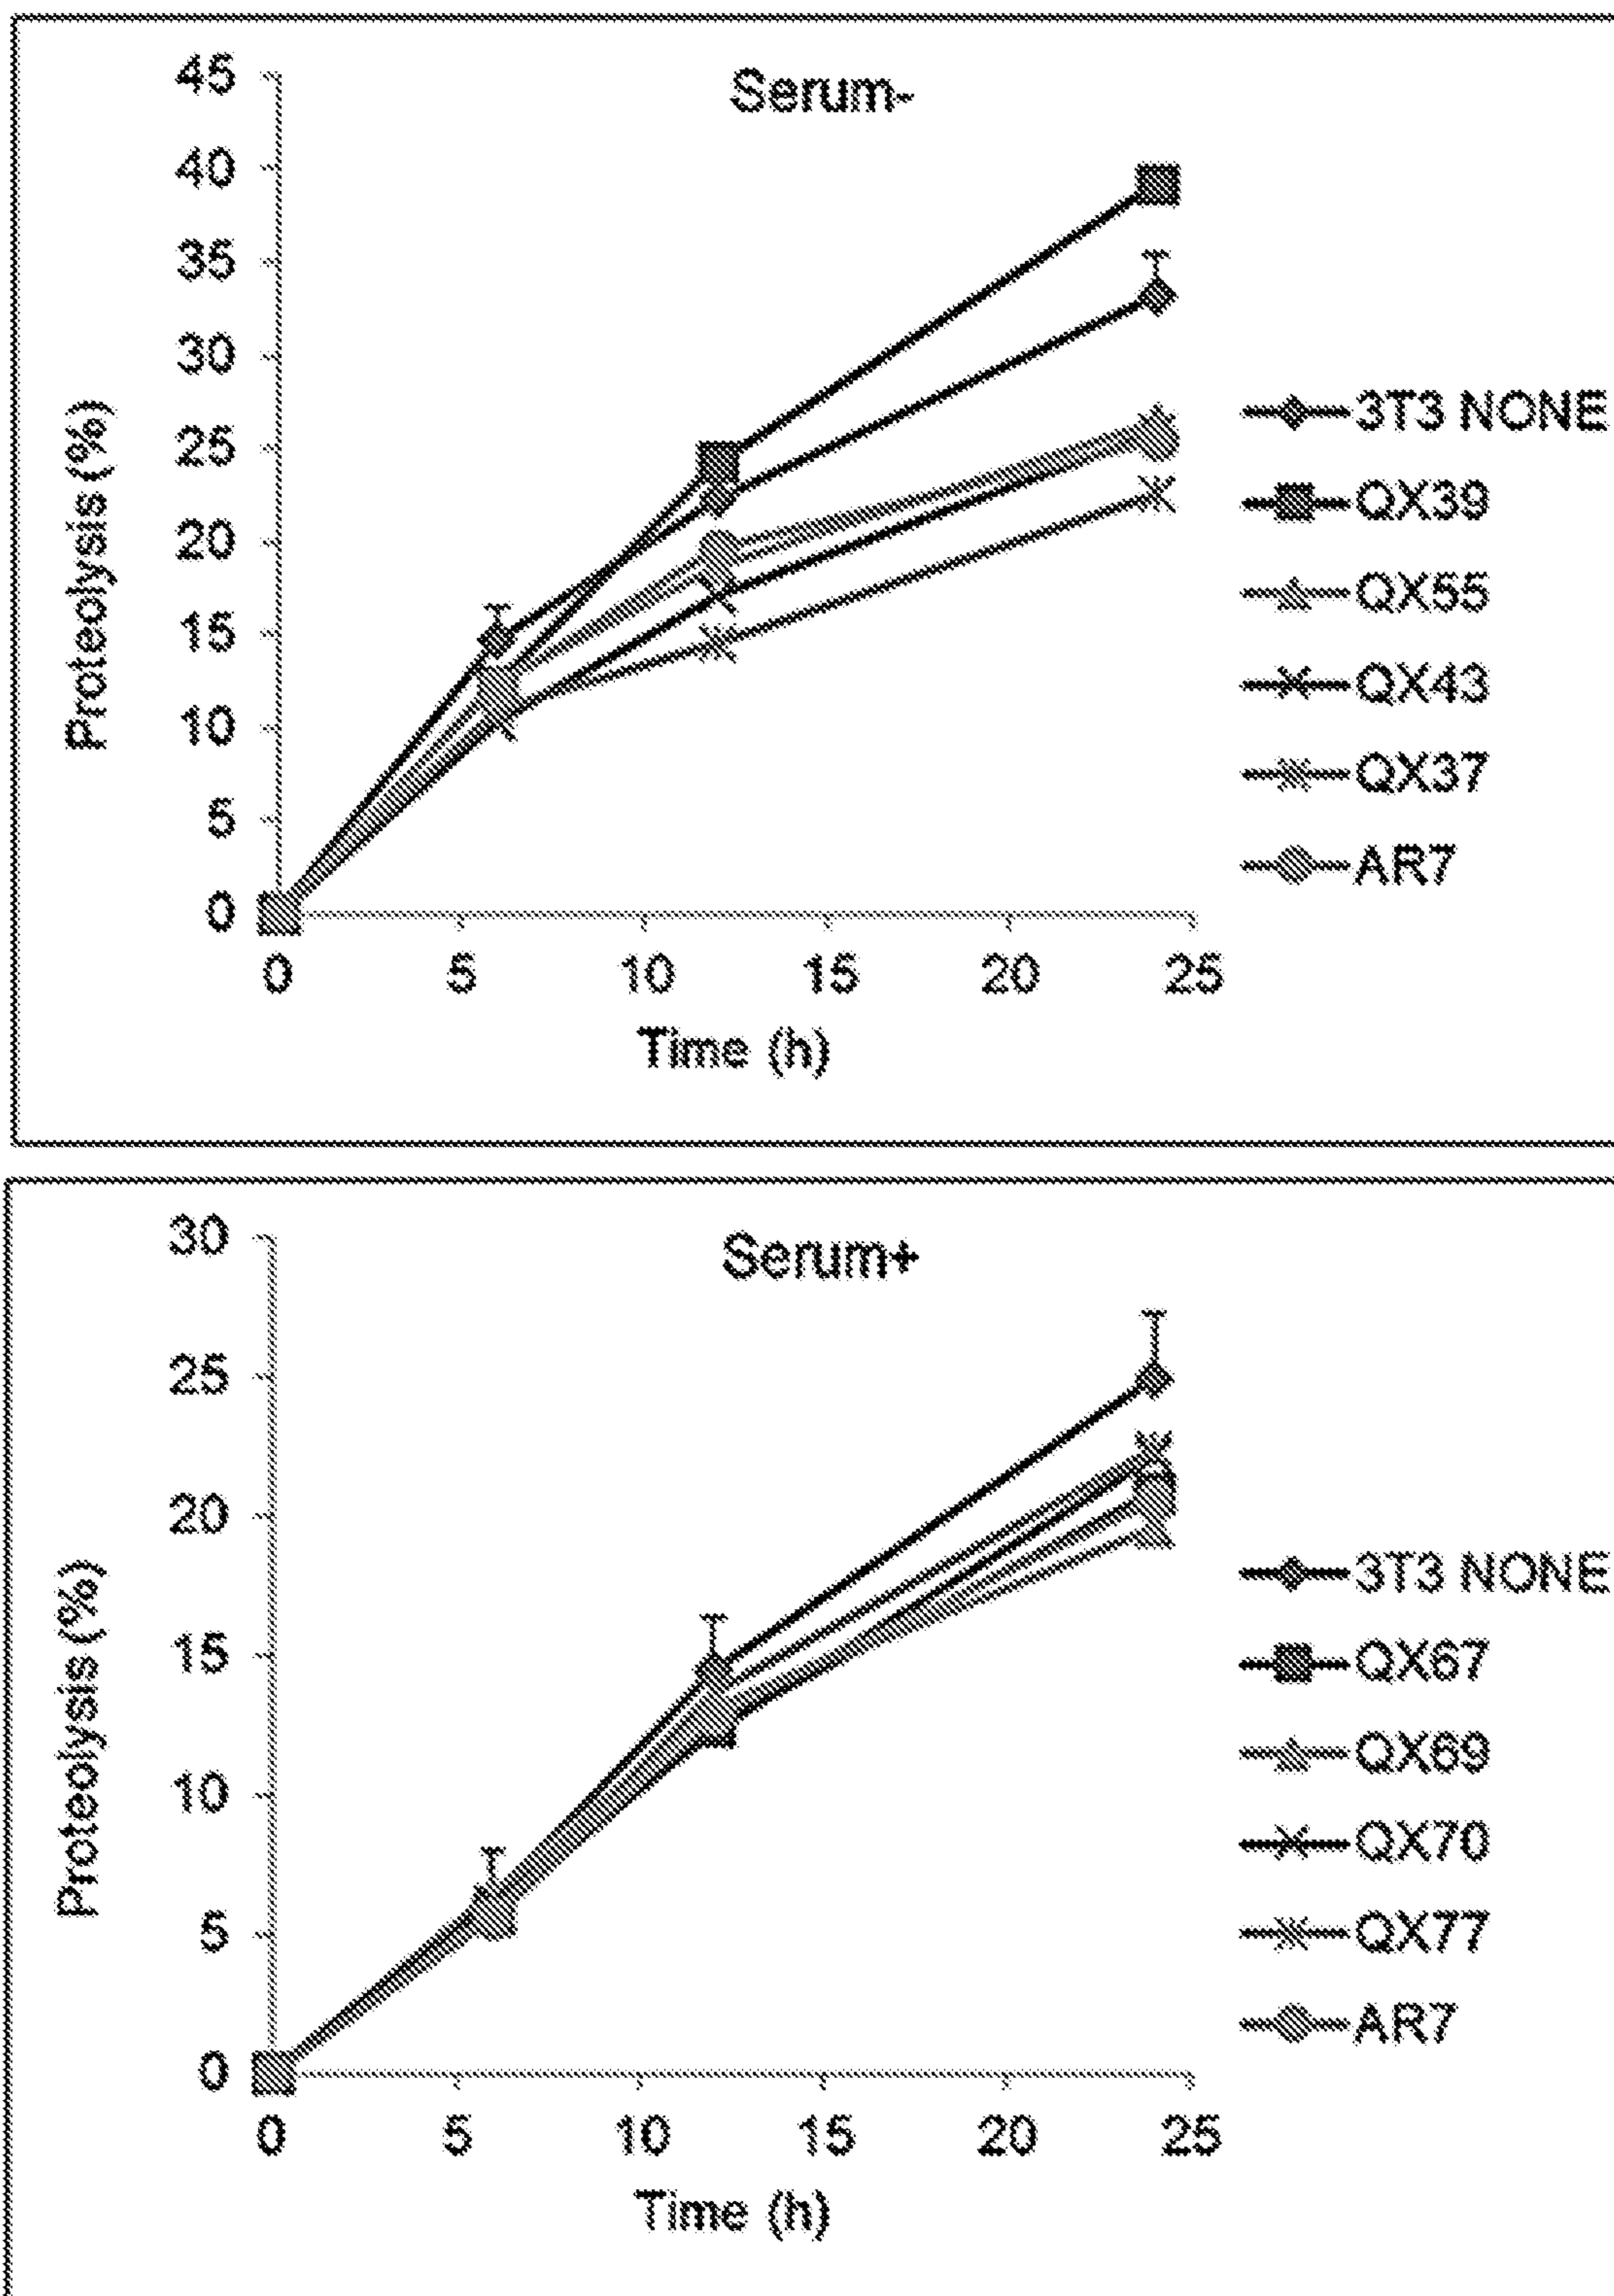 Serum-
45
40
35
30
25
20
15
10
5
0
Proteolysis (%)
0 5 10 15 20 25
Time (h)
3T3 NONE
QX39
QX55
QX43
QX37
AR7
Serum+
30
25
20
15
10
5
0
Proteolysis (%)
0 5 10 15 20 25
Time (h)
3T3 NONE
QX67
QX69
QX70
QX77
AR7